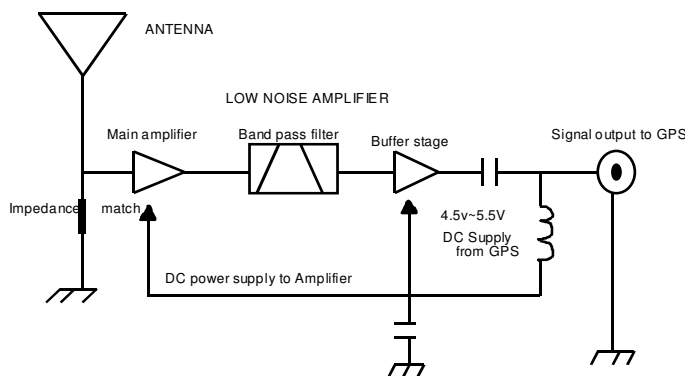 ANTENNA
LOW NOISE AMPLIFIER
Main amplifier
Band pass filter
Buffer stage
Signal output to GPS
Impedance match
4.5v~5.5V
DC Supply
from GPS
DC power supply to Amplifier